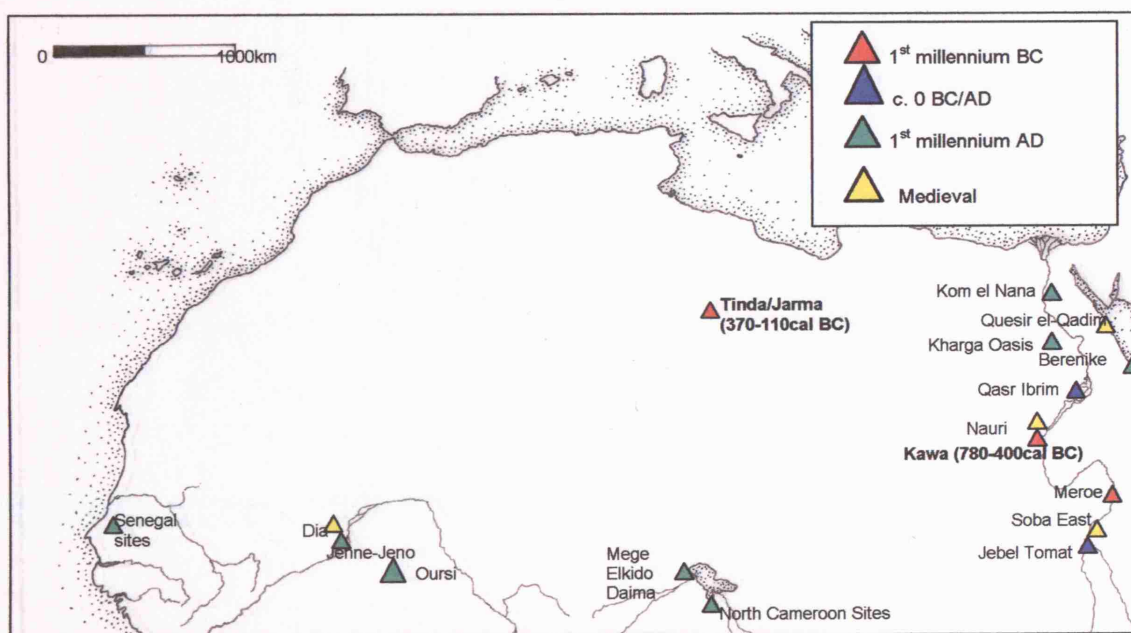 0 1000km
1st millennium BC
c. 0 BC/AD
1st millennium AD
Medieval
Tinda/Jarma
(370-110cal BC)
Kom el Nana
Quesir el-Qadim
Kharga Oasis
Berenike
Qasr Ibrim
Nauri
Kawa (780-400cal BC)
Meroe
Soba East
Jebel Tomat
Senegal
sites
Dia
Jenne-Jeno
Oursi
Mege
Elkido
Daima
North Cameroon Sites